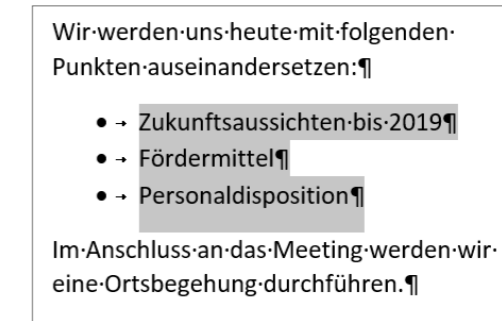 Wir·werden·uns·heute·mit·folgenden·
Punkten·auseinandersetzen:¶
●→Zukunftsaussichten·bis·2019¶
●→Fördermittel¶
●→Personaldisposition¶
Im·Anschluss·an·das·Meeting·werden·wir·
eine·Ortsbegehung·durchführen.¶